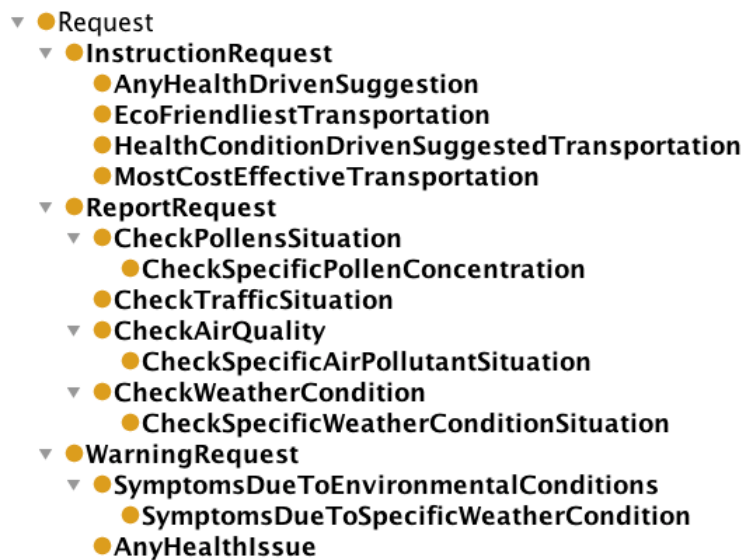 Request
InstructionRequest
AnyHealthDrivenSuggestion
EcoFriendliestTransportation
HealthConditionDrivenSuggestedTransportation
MostCostEffectiveTransportation
ReportRequest
CheckPollensSituation
CheckSpecificPollenConcentration
CheckTrafficSituation
CheckAirQuality
CheckSpecificAirPollutantSituation
CheckWeatherCondition
CheckSpecificWeatherConditionSituation
WarningRequest
SymptomsDueToEnvironmentalConditions
SymptomsDueToSpecificWeatherCondition
AnyHealthIssue